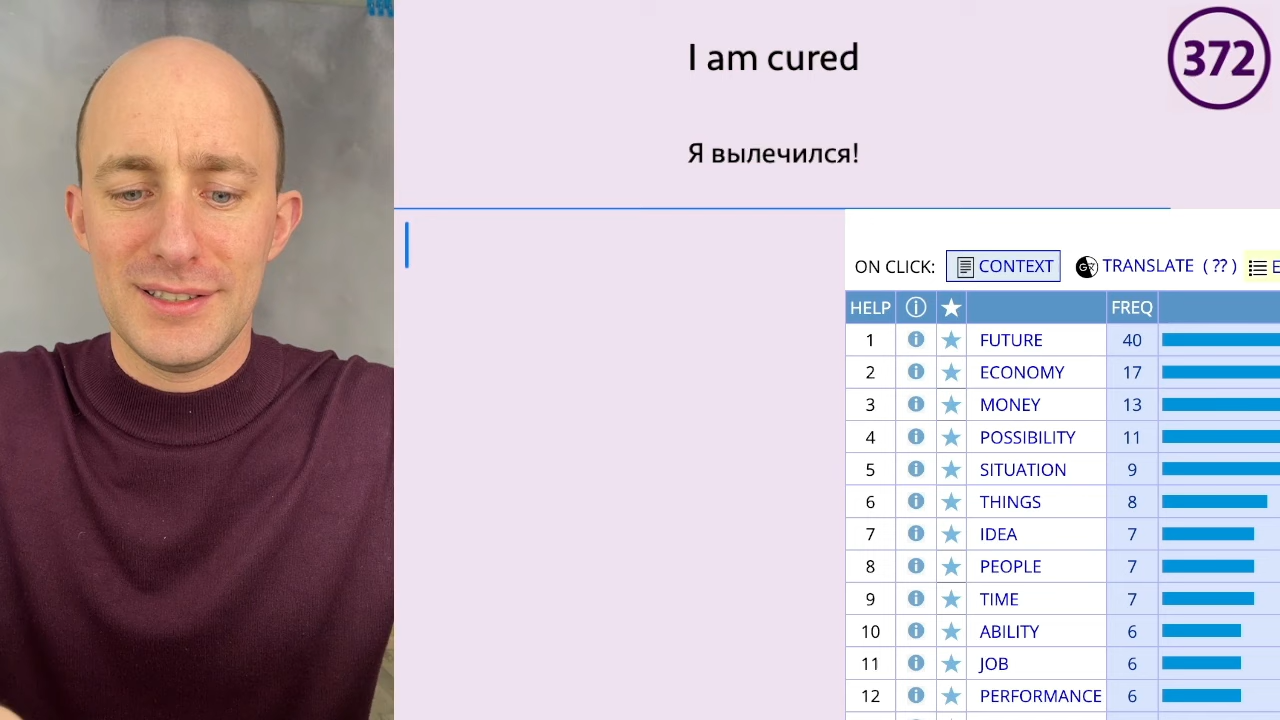 I am cured
372
Я вылечился!
ON CLICK: CONTEXT TRANSLATE ( ?? ) E
HELP FREQ
1 FUTURE 40
2 ECONOMY 17
3 MONEY 13
4 POSSIBILITY 11
5 SITUATION 9
6 THINGS 8
7 IDEA 7
8 PEOPLE 7
9 TIME 7
10 ABILITY 6
11 JOB 6
12 PERFORMANCE 6